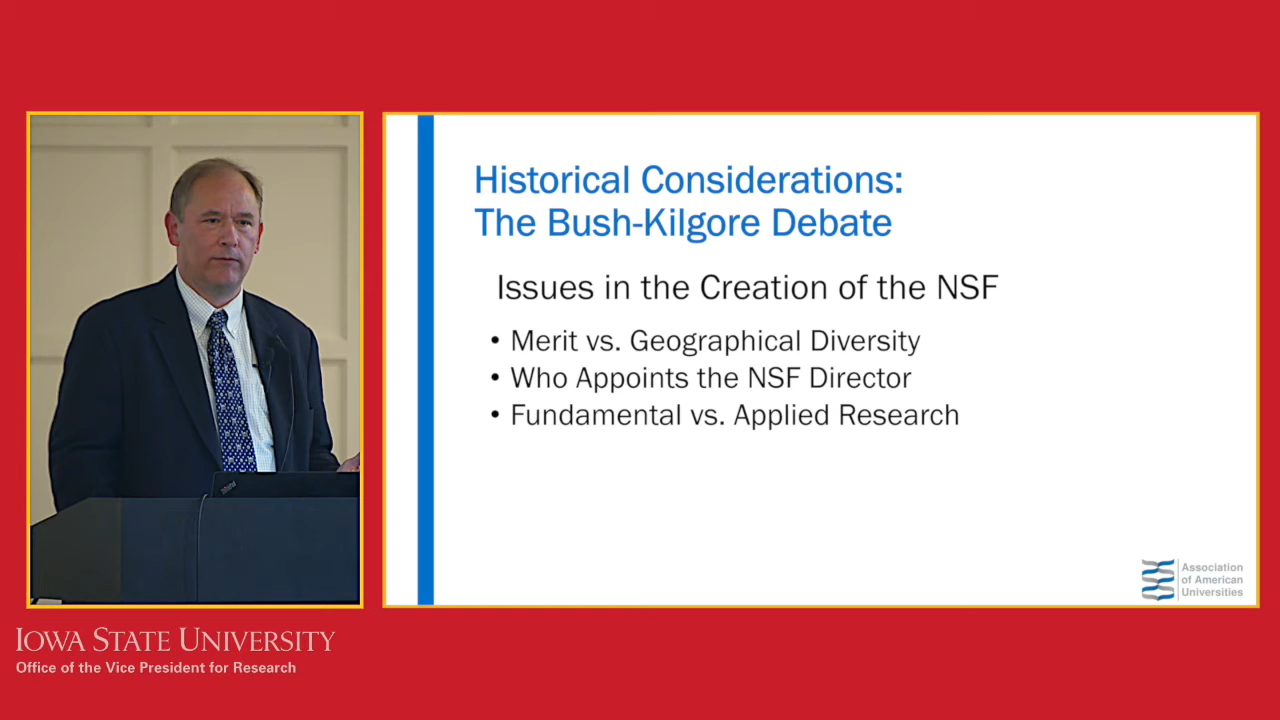 Historical Considerations:
The Bush-Kilgore Debate
Issues in the Creation of the NSF
• Merit vs. Geographical Diversity
• Who Appoints the NSF Director
• Fundamental vs. Applied Research
Association
of American
Universities
ThinkPad
IOWA STATE UNIVERSITY
Office of the Vice President for Research